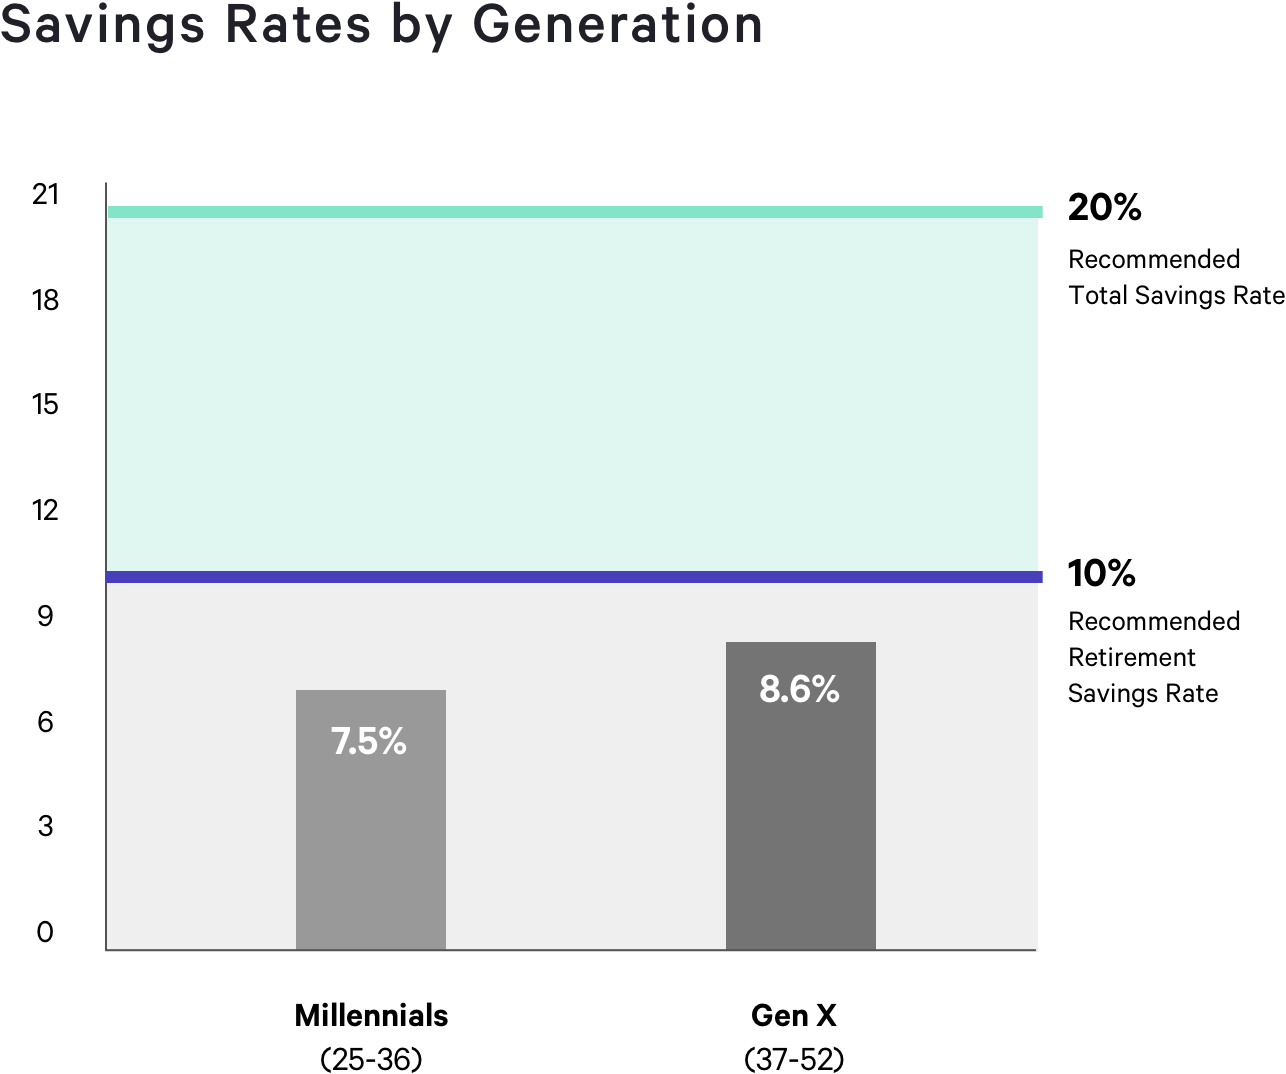 Savings Rates by Generation
21
20%
Recommended
Total Savings Rate
18
15
12
10%
Recommended
Retirement
Savings Rate
9
8.6%
7.5%
6
3
0
Millennials
(25-36)
Gen X
(37-52)